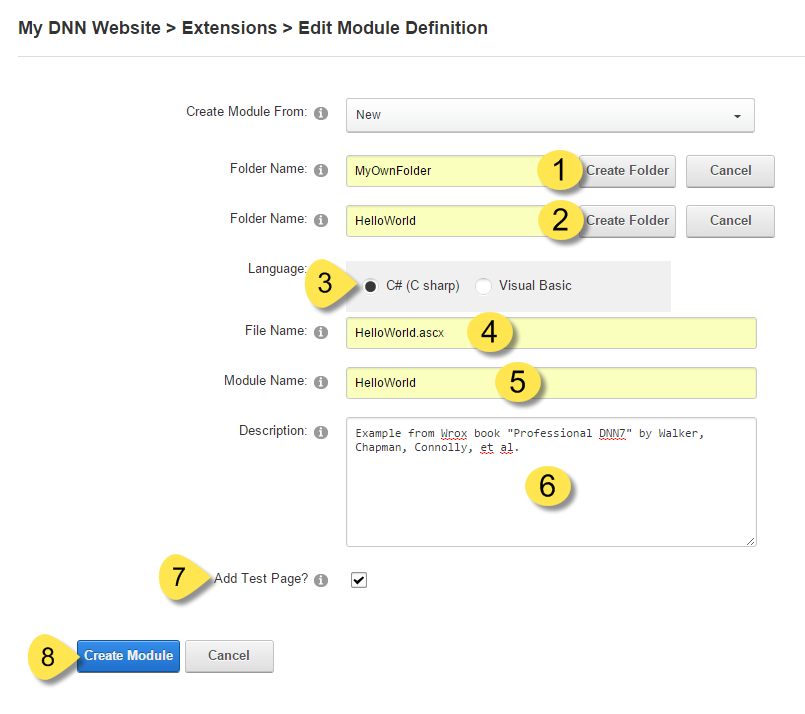 My DNN Website > Extensions > Edit Module Definition
Create Module From: New
Folder Name: MyOwnFolder 1 Create Folder Cancel
Folder Name: HelloWorld 2 Create Folder Cancel
Language: 3 C# (C sharp) Visual Basic
File Name: HelloWorld.ascx 4
Module Name: HelloWorld 5
Description: Example from Wrox book "Professional DNN7" by Walker,
Chapman, Connolly, et al.
6
7 Add Test Page?
8 Create Module Cancel